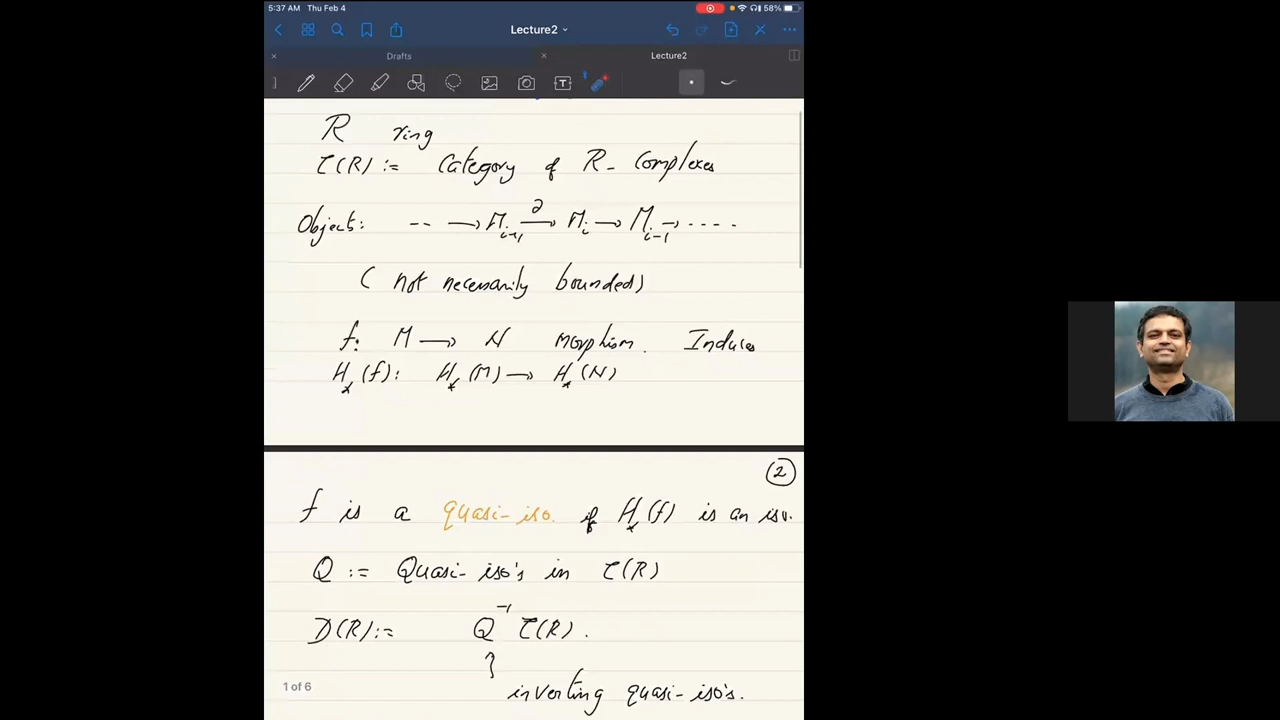 5:37 AM Thu Feb 4
58%
Lecture2
Drafts
Lecture2
R ring
C(R) := Category of R-Complexes
Objects: -- → M_{i+1} →^∂ M_i → M_{i-1} → ----
( not necessarily bounded)
f: M → N morphism. Induces
H_*(f): H_*(M) → H_*(N)
2
f is a quasi-iso. if H_*(f) is an iso.
Q := Quasi-iso's in C(R)
D(R) := Q^{-1} C(R).
inverting quasi-iso's.
1 of 6